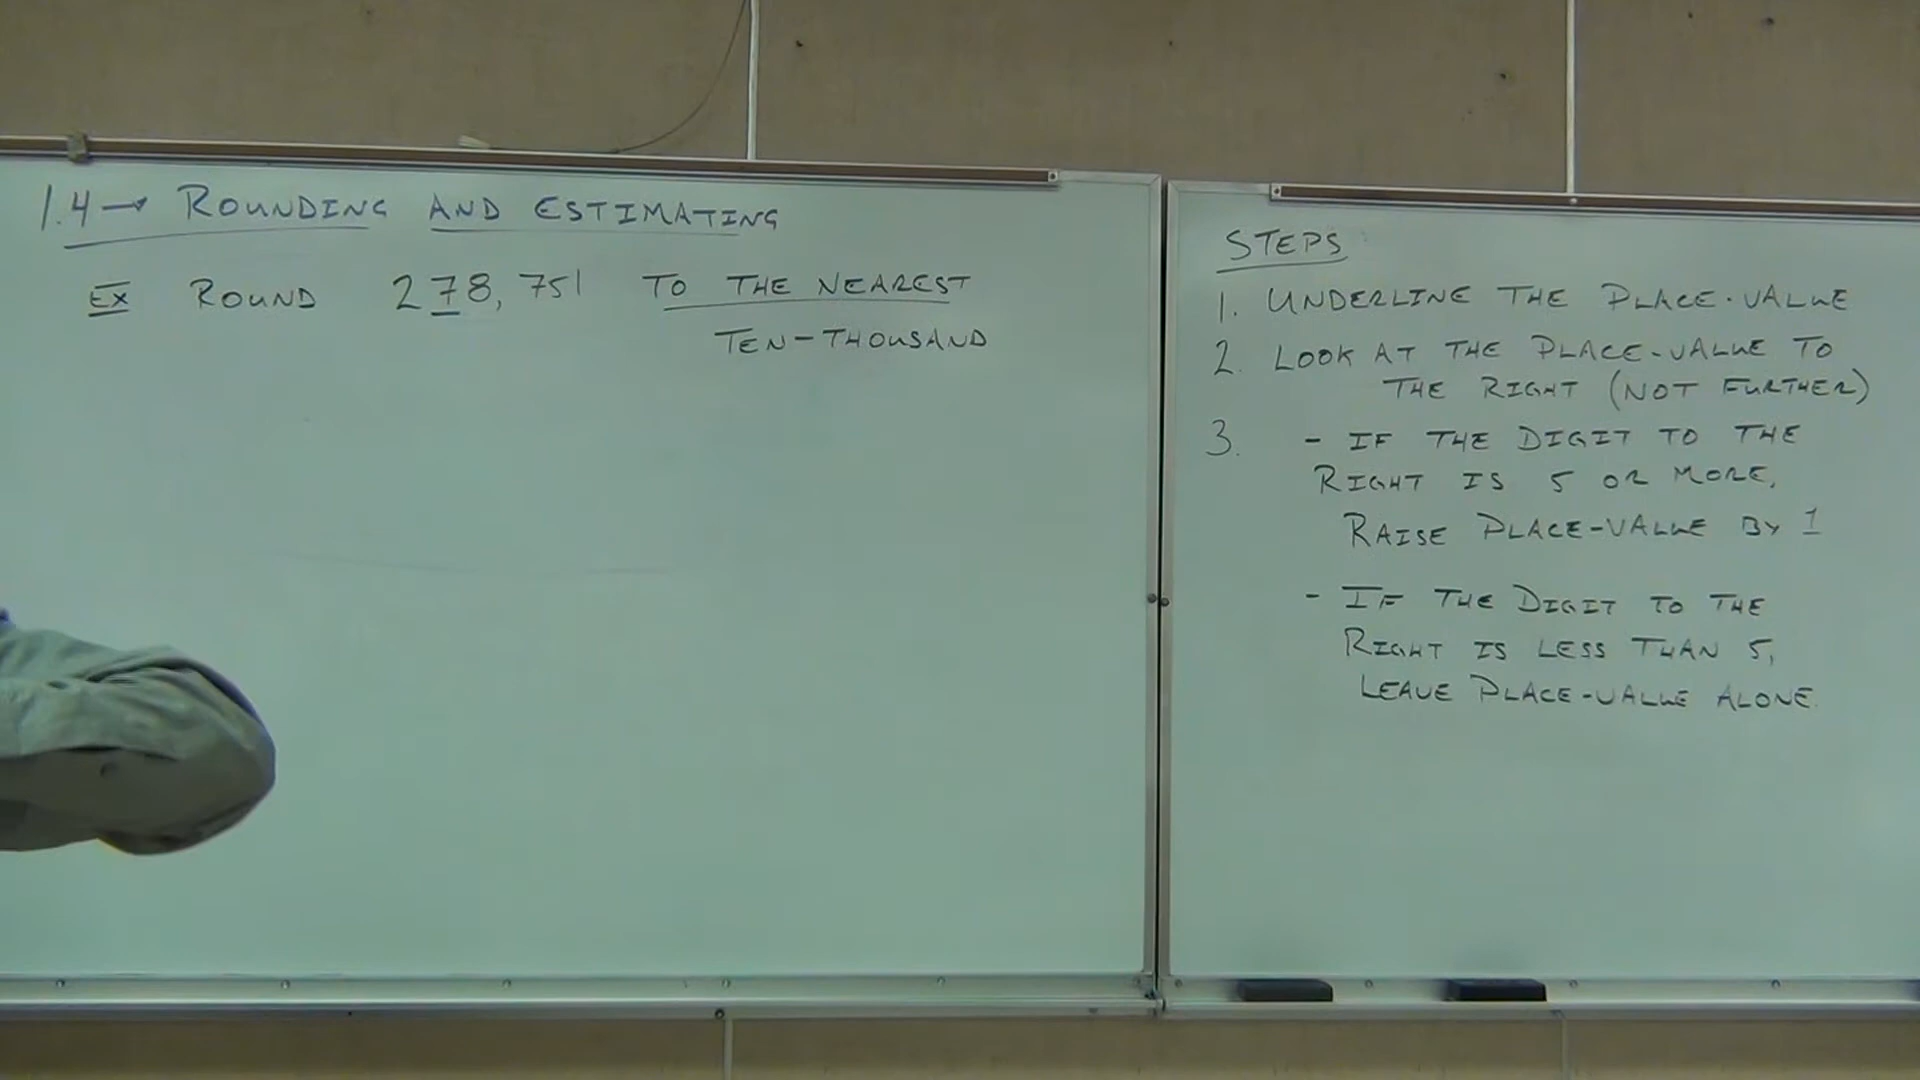 1.4 → ROUNDING AND ESTIMATING
EX ROUND 278,751 TO THE NEAREST
TEN-THOUSAND
STEPS
1. UNDERLINE THE PLACE-VALUE
2. LOOK AT THE PLACE-VALUE TO
THE RIGHT (NOT FURTHER)
3. - IF THE DIGIT TO THE
RIGHT IS 5 OR MORE,
RAISE PLACE-VALUE BY 1
- IF THE DIGIT TO THE
RIGHT IS LESS THAN 5,
LEAVE PLACE-VALUE ALONE.